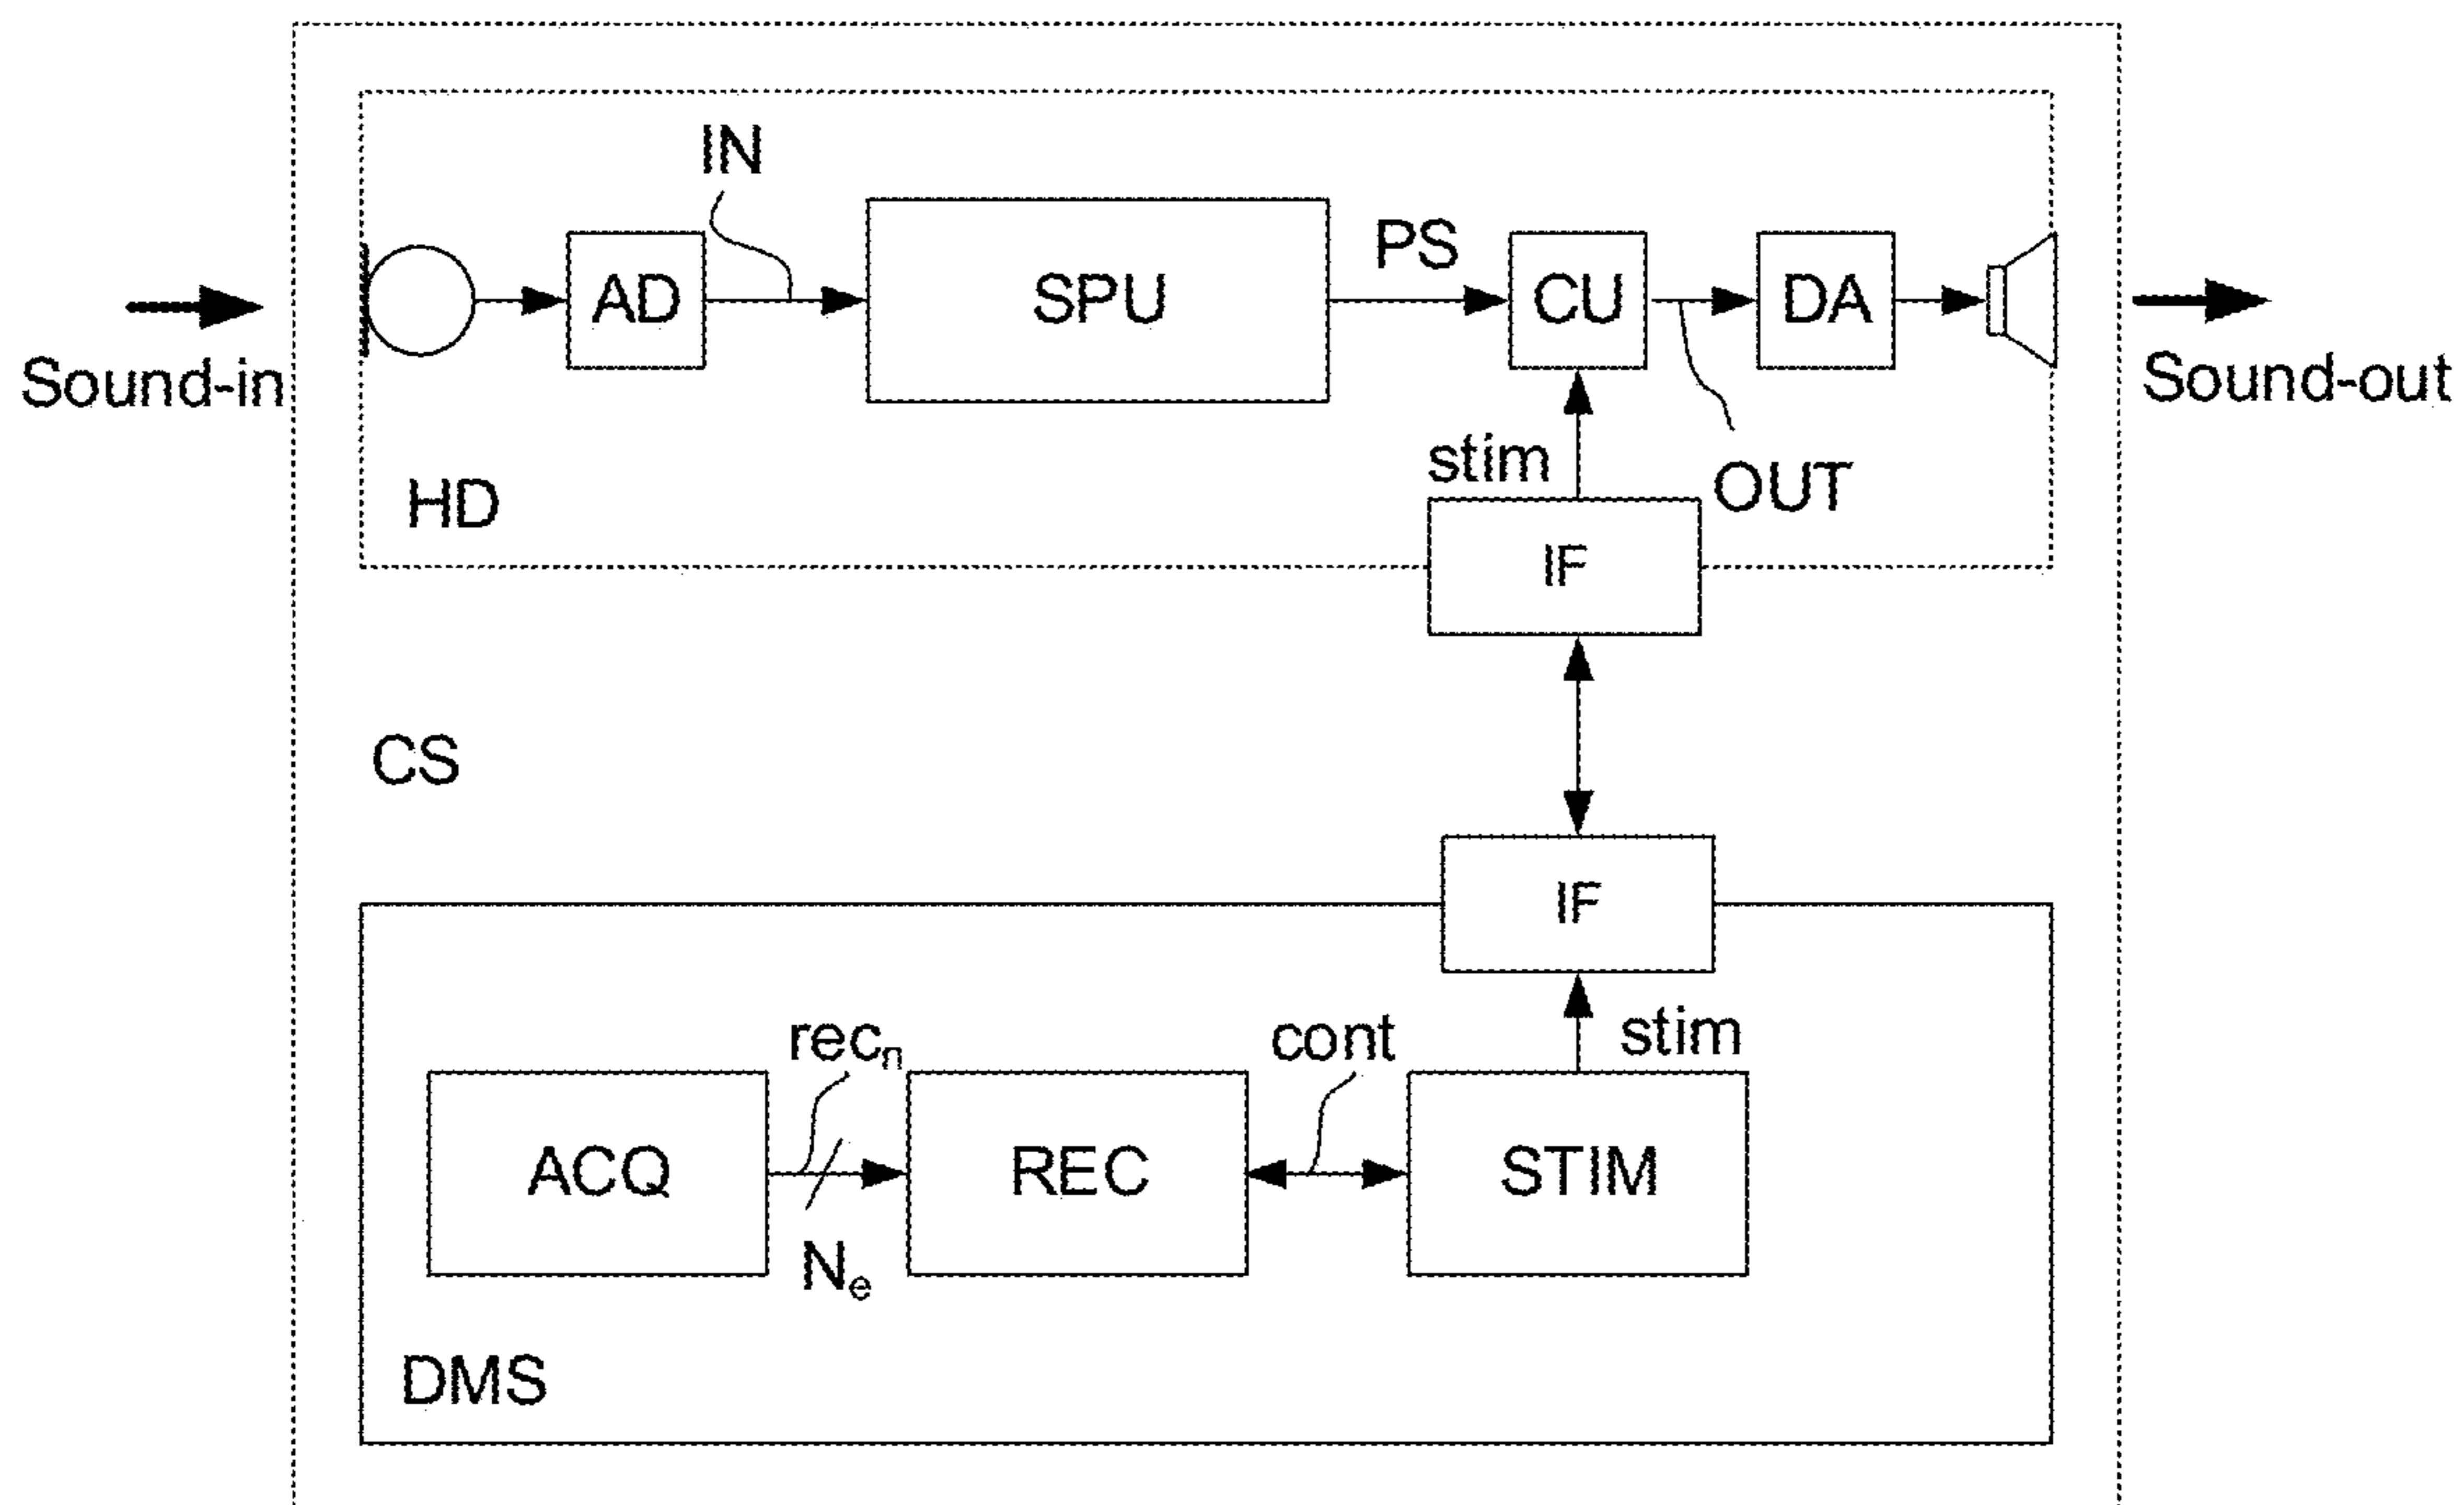 IN
PS
AD
SPU
CU
DA
Sound-in
Sound-out
stim
OUT
HD
IF
CS
IF
recₙ
cont
stim
ACQ
REC
STIM
Nₑ
DMS